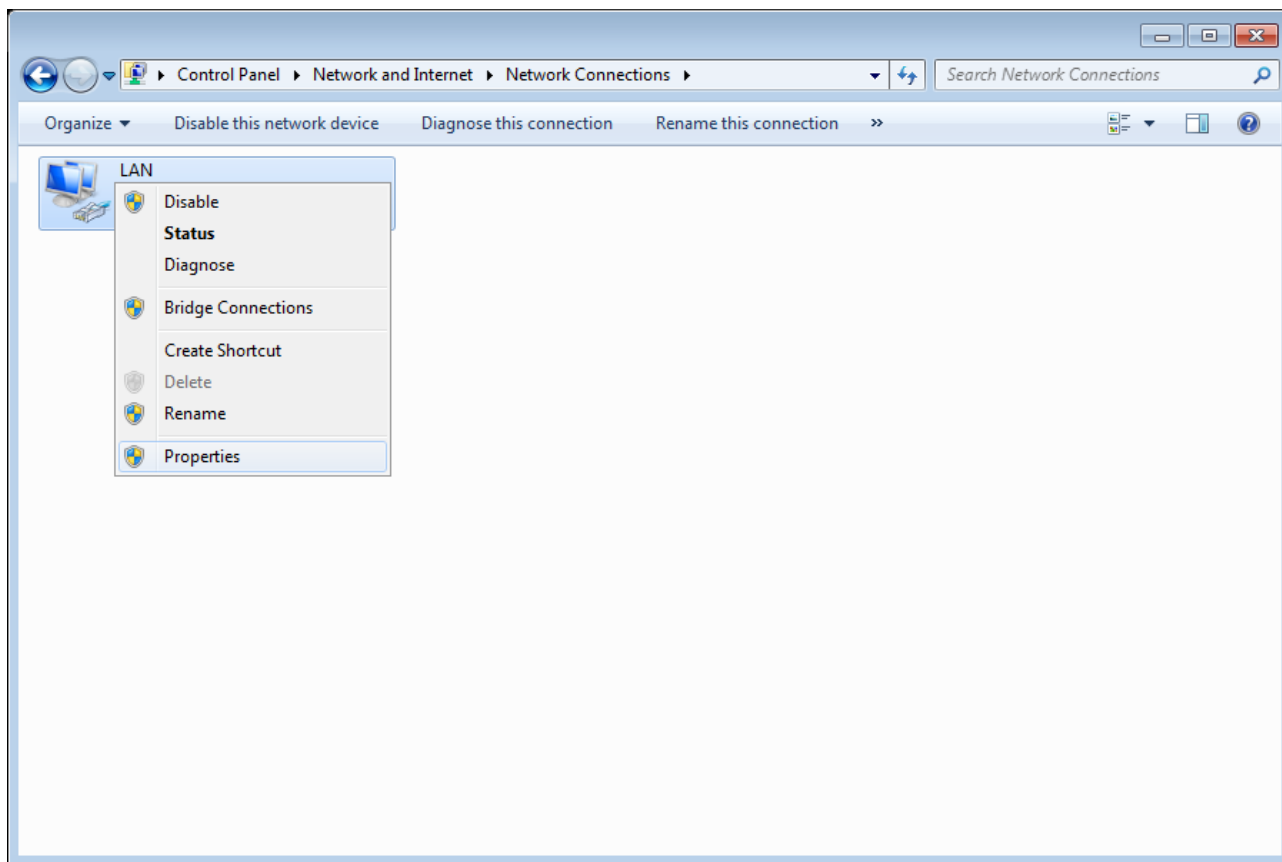 Control Panel Network and Internet Network Connections Search Network Connections
Organize Disable this network device Diagnose this connection Rename this connection »
LAN
Disable
Status
Diagnose
Bridge Connections
Create Shortcut
Delete
Rename
Properties